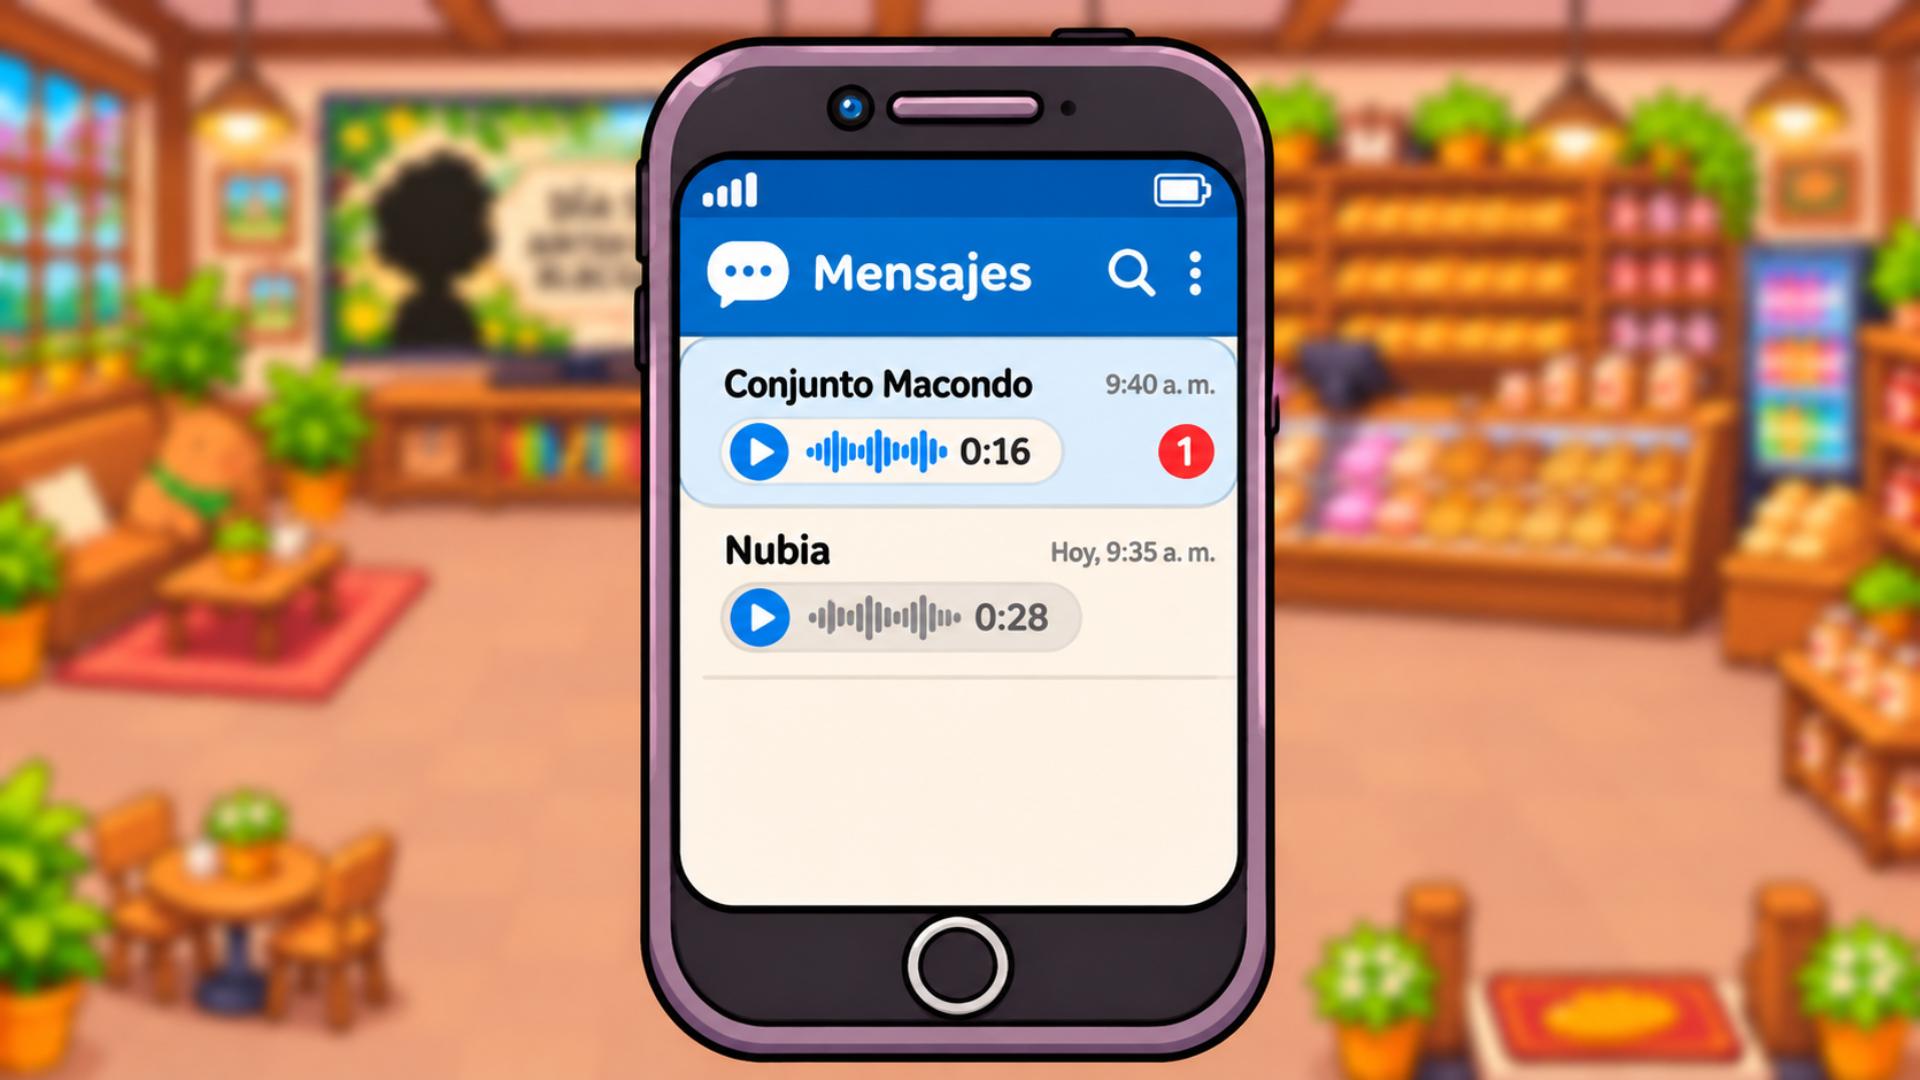 Mensajes
Conjunto Macondo 9:40 a. m.
0:16 1
Nubia Hoy, 9:35 a. m.
0:28